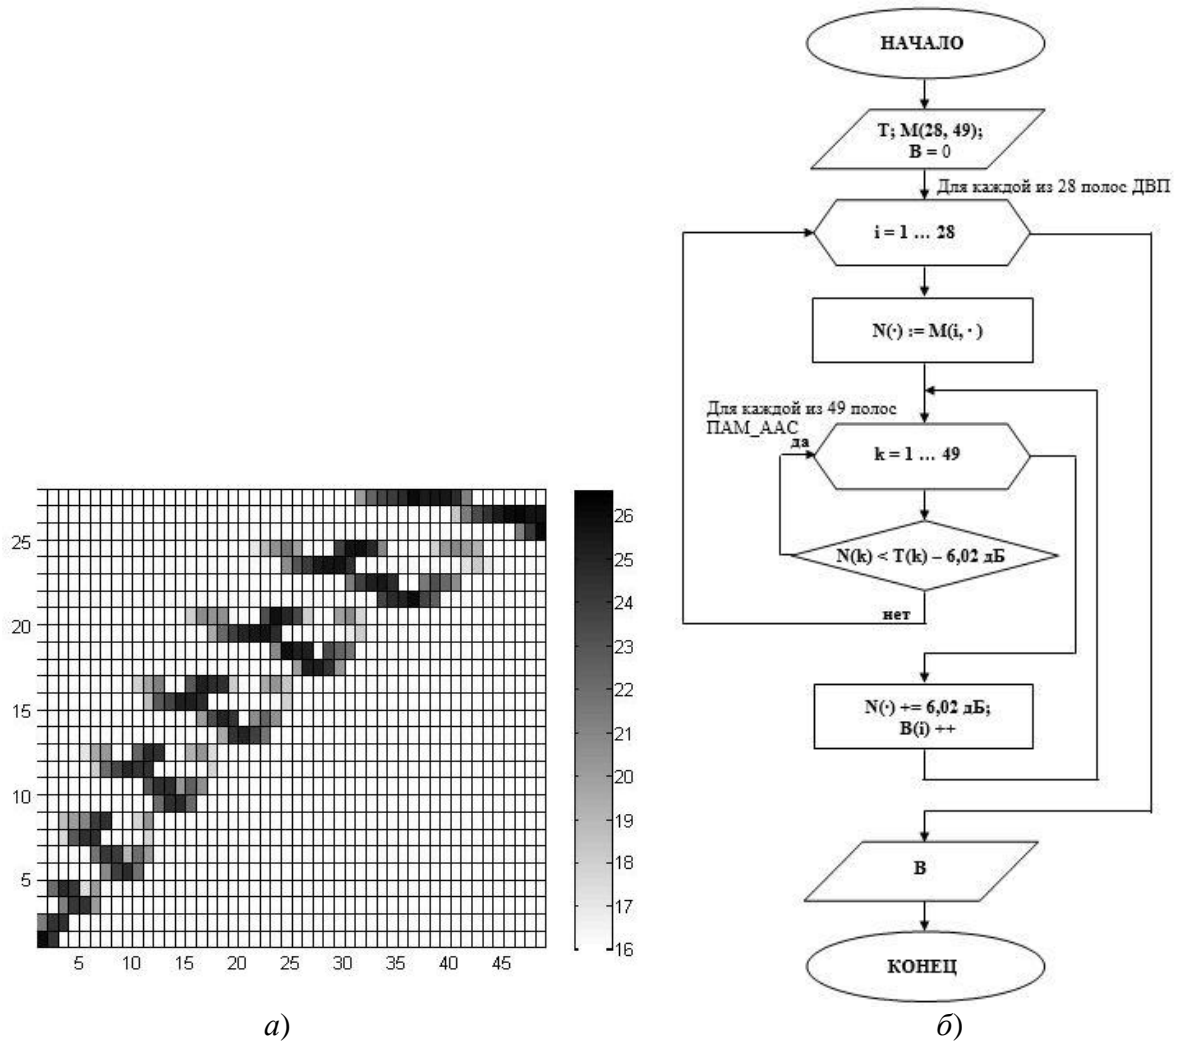 НАЧАЛО
T; M(28, 49);
B = 0
Для каждой из 28 полос ДВП
i = 1 ... 28
N(·) := M(i, · )
Для каждой из 49 полос
ПАМ_ААС
да
k = 1 ... 49
N(k) < T(k) – 6,02 дБ
нет
N(·) += 6,02 дБ;
B(i) ++
B
КОНЕЦ
25
20
15
10
5
5 10 15 20 25 30 35 40 45
26
25
24
23
22
21
20
19
18
17
16
а)
б)